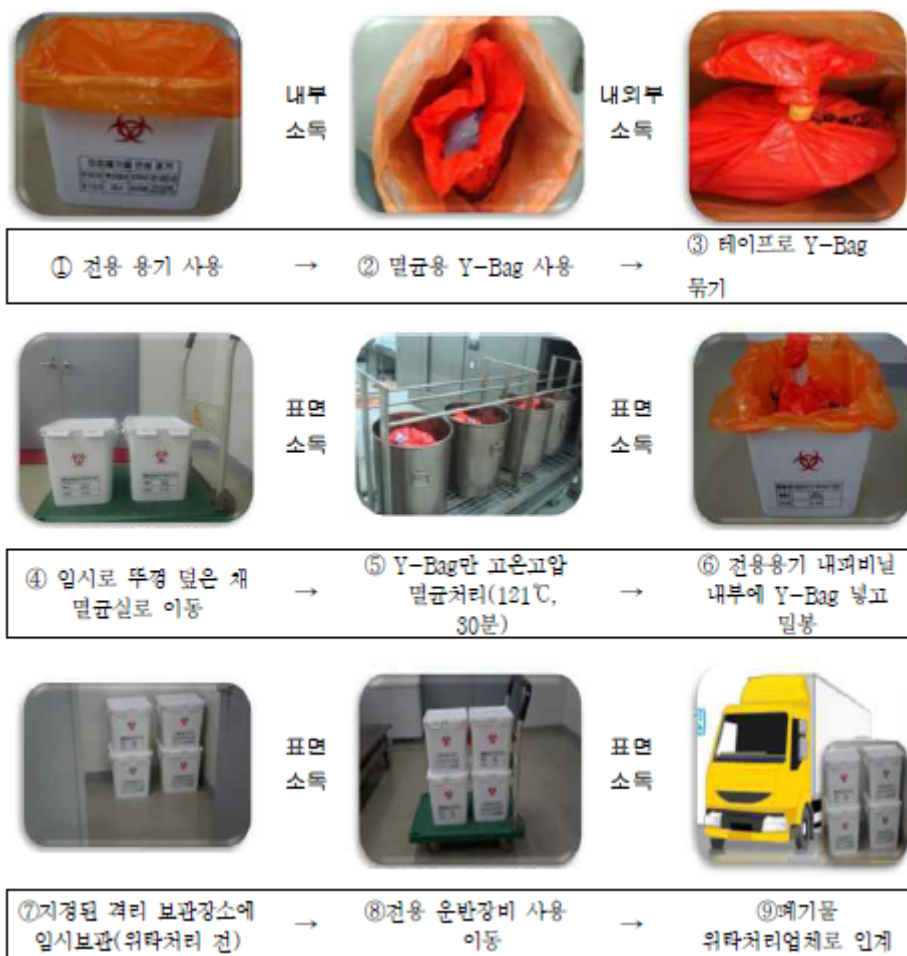 내부
소독
내외부
소독
① 전용 용기 사용
→
② 멸균용 Y-Bag 사용
→
③ 테이프로 Y-Bag
묶기
표면
소독
표면
소독
④ 임시로 뚜껑 덮은 채
멸균실로 이동
→
⑤ Y-Bag만 고온고압
멸균처리(121℃,
30분)
→
⑥ 전용용기 내피비닐
내부에 Y-Bag 넣고
밀봉
표면
소독
표면
소독
⑦지정된 격리 보관장소에
임시보관(위탁처리 전)
→
⑧전용 운반장비 사용
이동
→
⑨폐기물
위탁처리업체로 인계